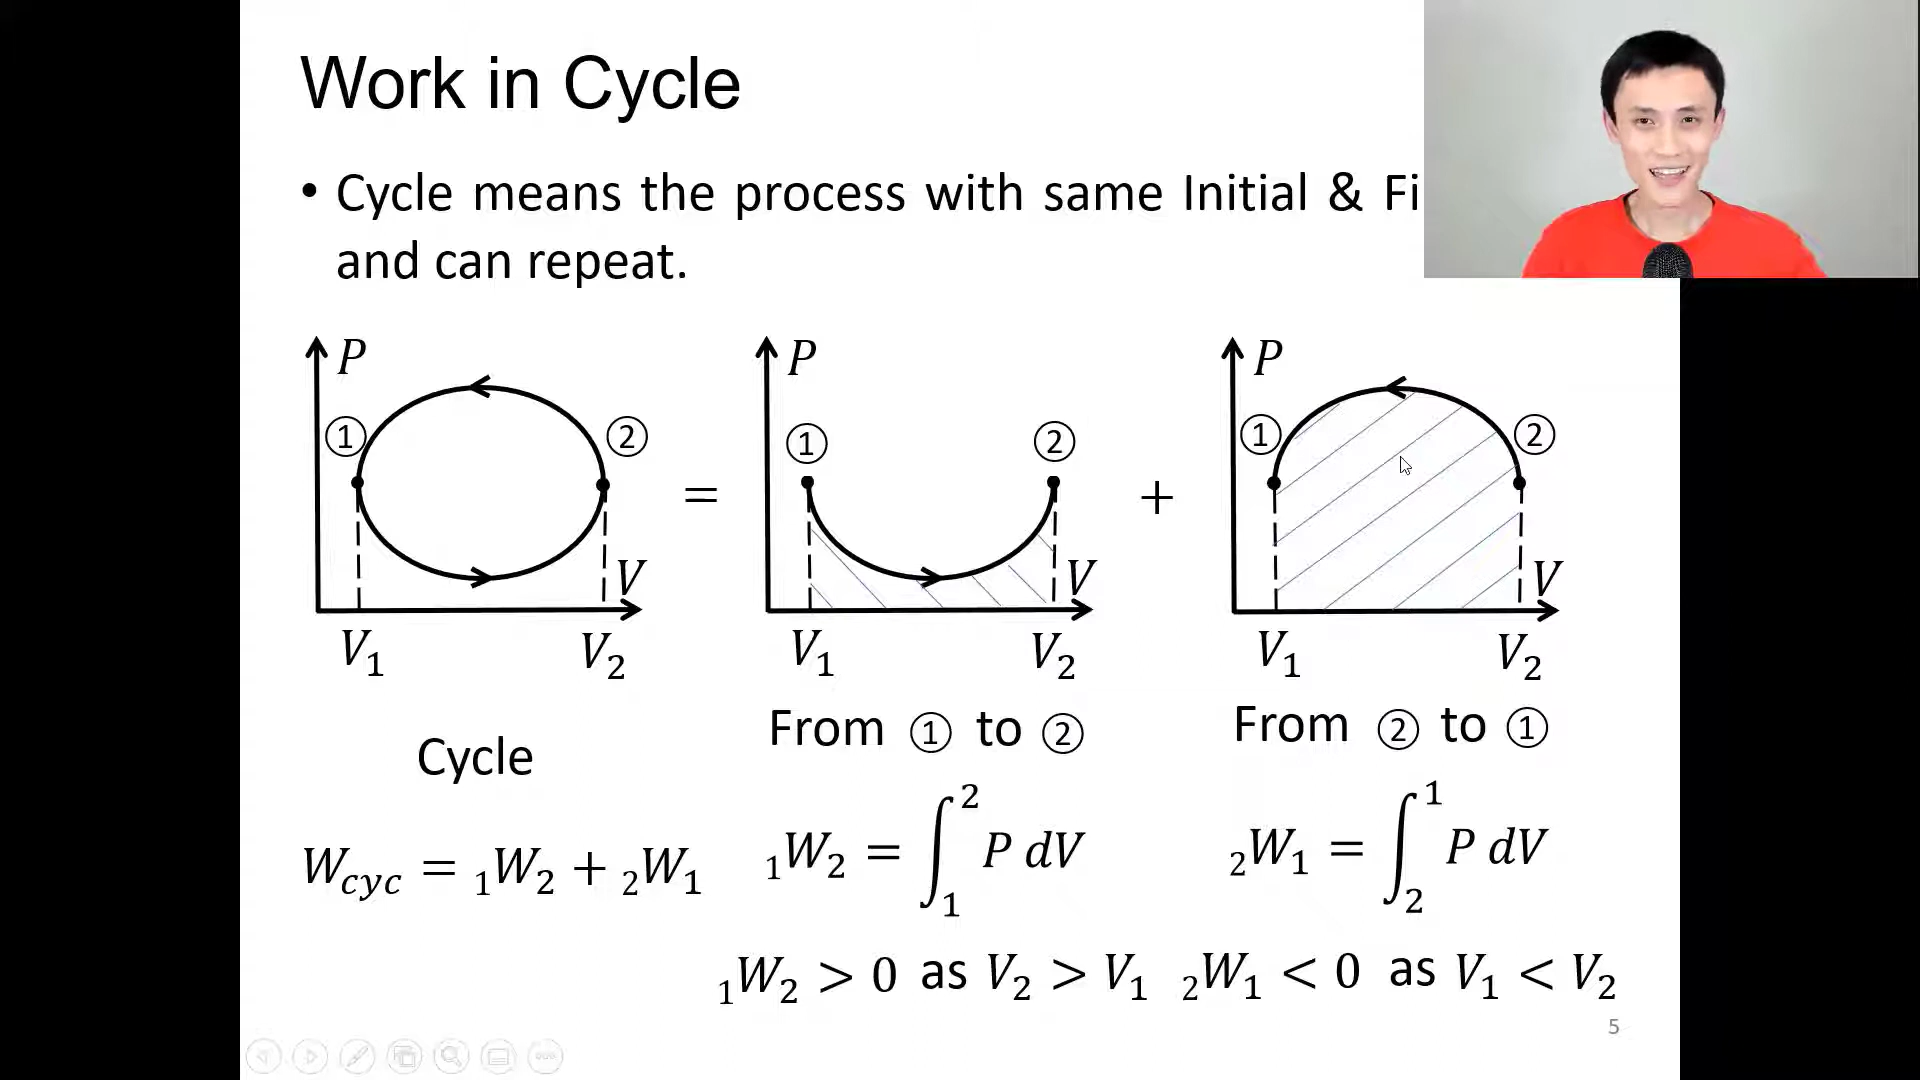 Work in Cycle
• Cycle means the process with same Initial & Fi
and can repeat.
P
① ②
V
V₁ V₂
=
P
① ②
V
V₁ V₂
+
P
① ②
V
V₁ V₂
Cycle
W_cyc = ₁W₂ + ₂W₁
From ① to ②
₁W₂ = ∫₁² P dV
₁W₂ > 0 as V₂ > V₁
From ② to ①
₂W₁ = ∫₂¹ P dV
₂W₁ < 0 as V₁ < V₂
5